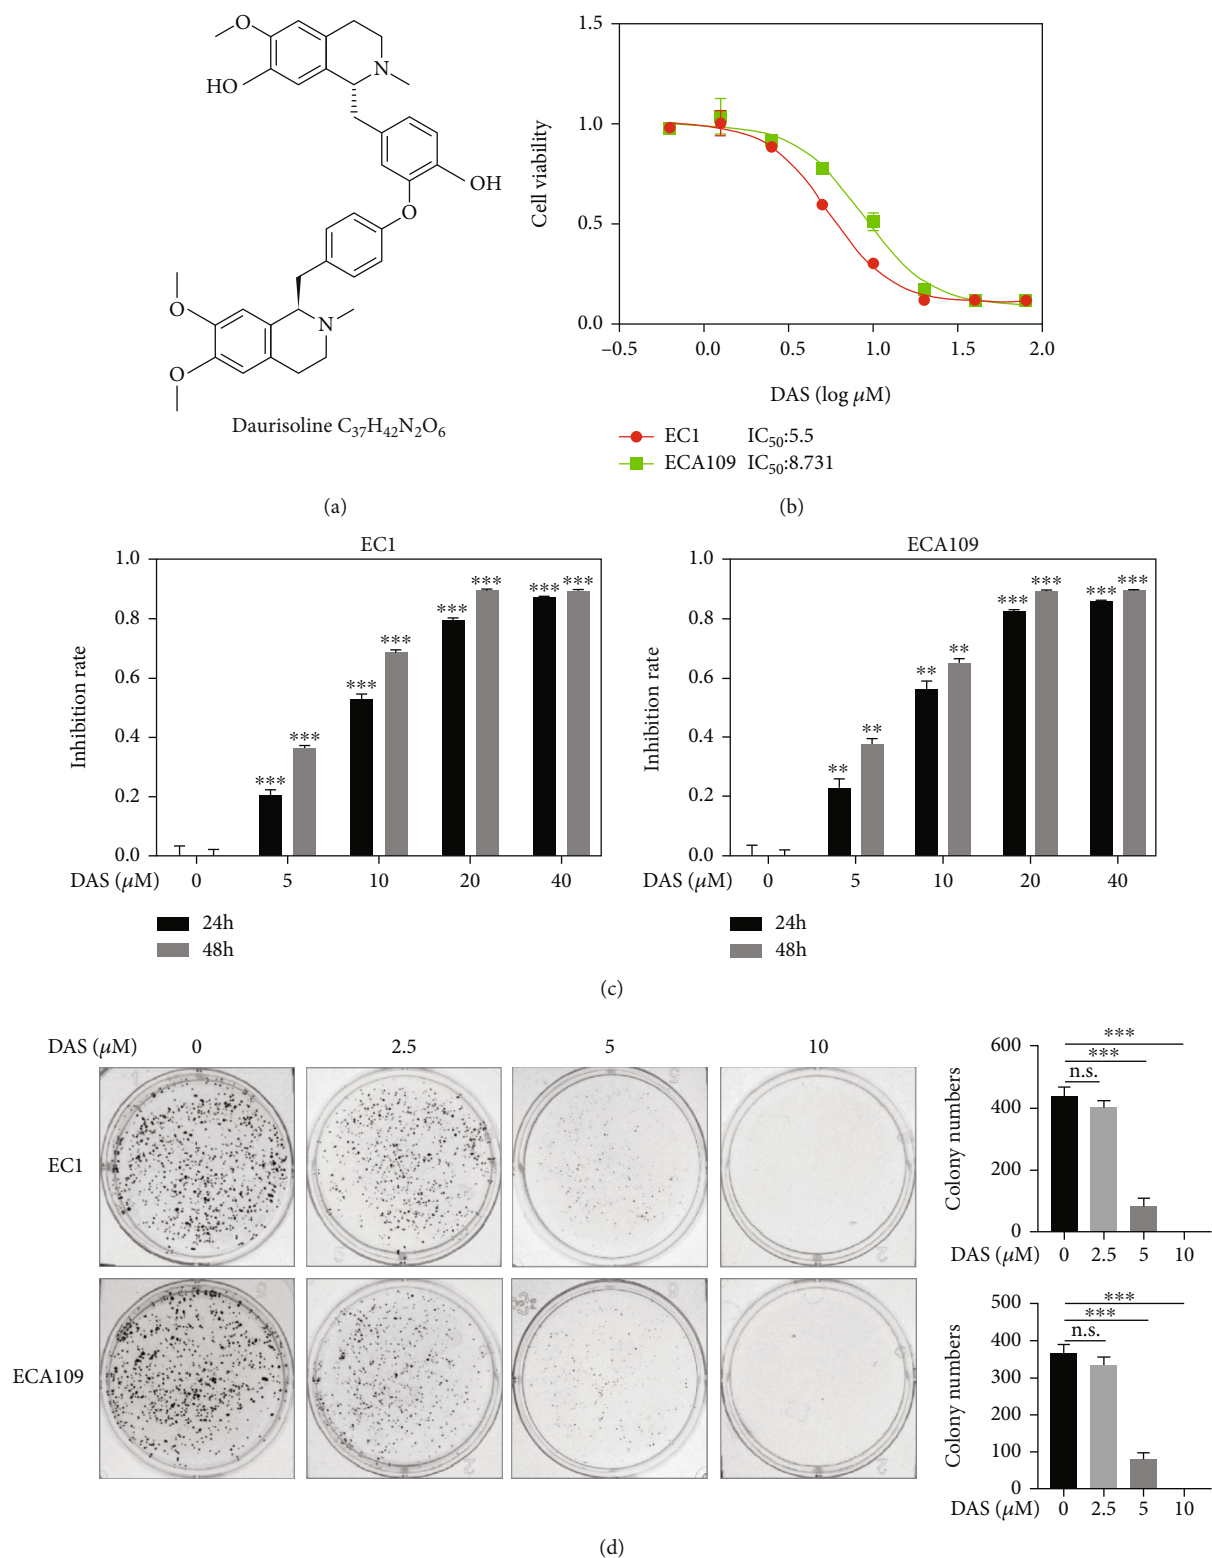 O
HO
N
OH
O
O
N
O
Daurisoline C₃₇H₄₂N₂O₆
(a)
1.5
1.0
0.5
0.0
Cell viability
−0.5 0.0 0.5 1.0 1.5 2.0
DAS (log μM)
EC1 IC₅₀:5.5
ECA109 IC₅₀:8.731
(b)
EC1
1.0
0.8
0.6
0.4
0.2
0.0
Inhibition rate
*** *** *** *** *** *** *** ***
DAS (μM) 0 5 10 20 40
24h
48h
ECA109
1.0
0.8
0.6
0.4
0.2
0.0
Inhibition rate
** ** ** ** *** *** *** ***
DAS (μM) 0 5 10 20 40
24h
48h
(c)
DAS (μM) 0 2.5 5 10
EC1
ECA109
600
400
200
0
Colony numbers
***
***
n.s.
DAS (μM) 0 2.5 5 10
500
400
300
200
100
0
Colony numbers
***
***
n.s.
DAS (μM) 0 2.5 5 10
(d)